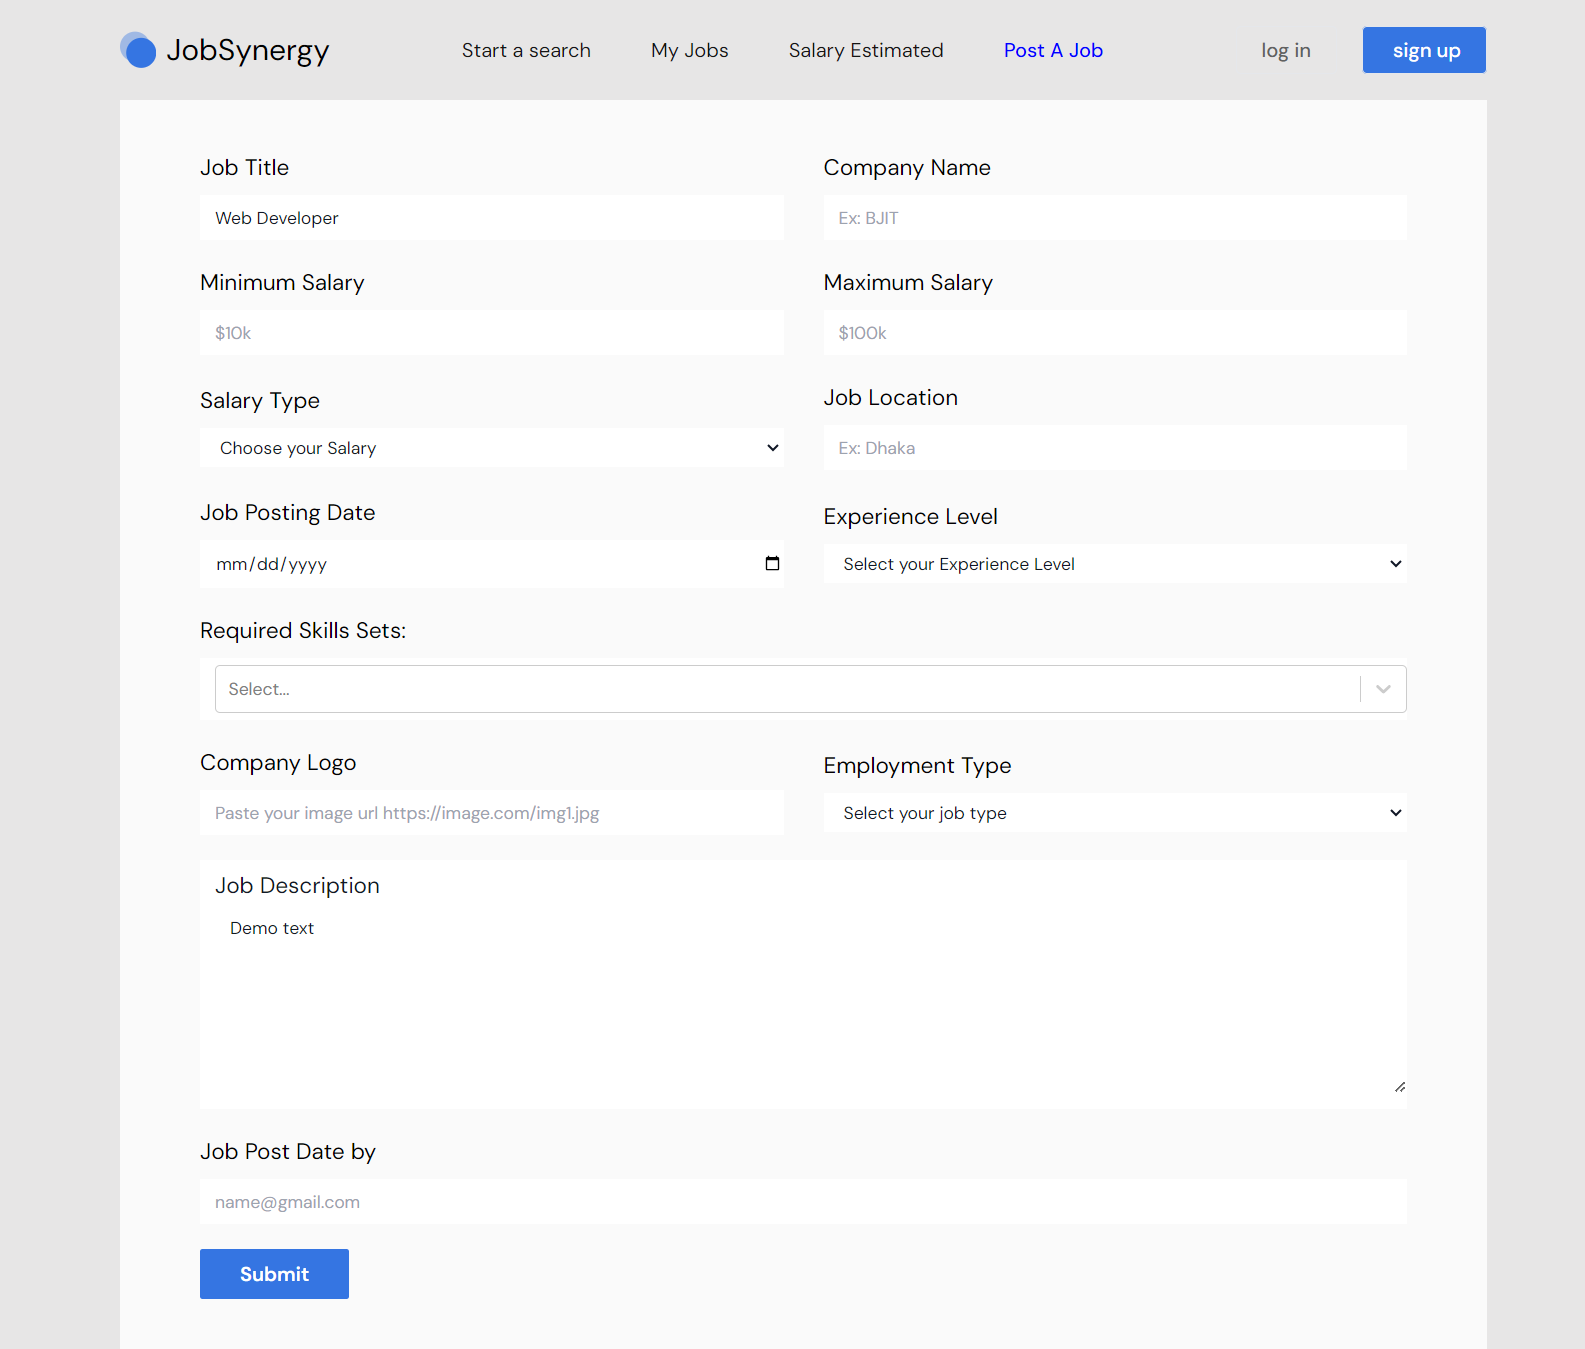 JobSynergy Start a search My Jobs Salary Estimated Post A Job log in sign up
Job Title Company Name
Web Developer Ex: BJIT
Minimum Salary Maximum Salary
$10k $100k
Salary Type Job Location
Choose your Salary Ex: Dhaka
Job Posting Date Experience Level
mm/dd/yyyy Select your Experience Level
Required Skills Sets:
Select...
Company Logo Employment Type
Paste your image url https://image.com/img1.jpg Select your job type
Job Description
Demo text
Job Post Date by
name@gmail.com
Submit